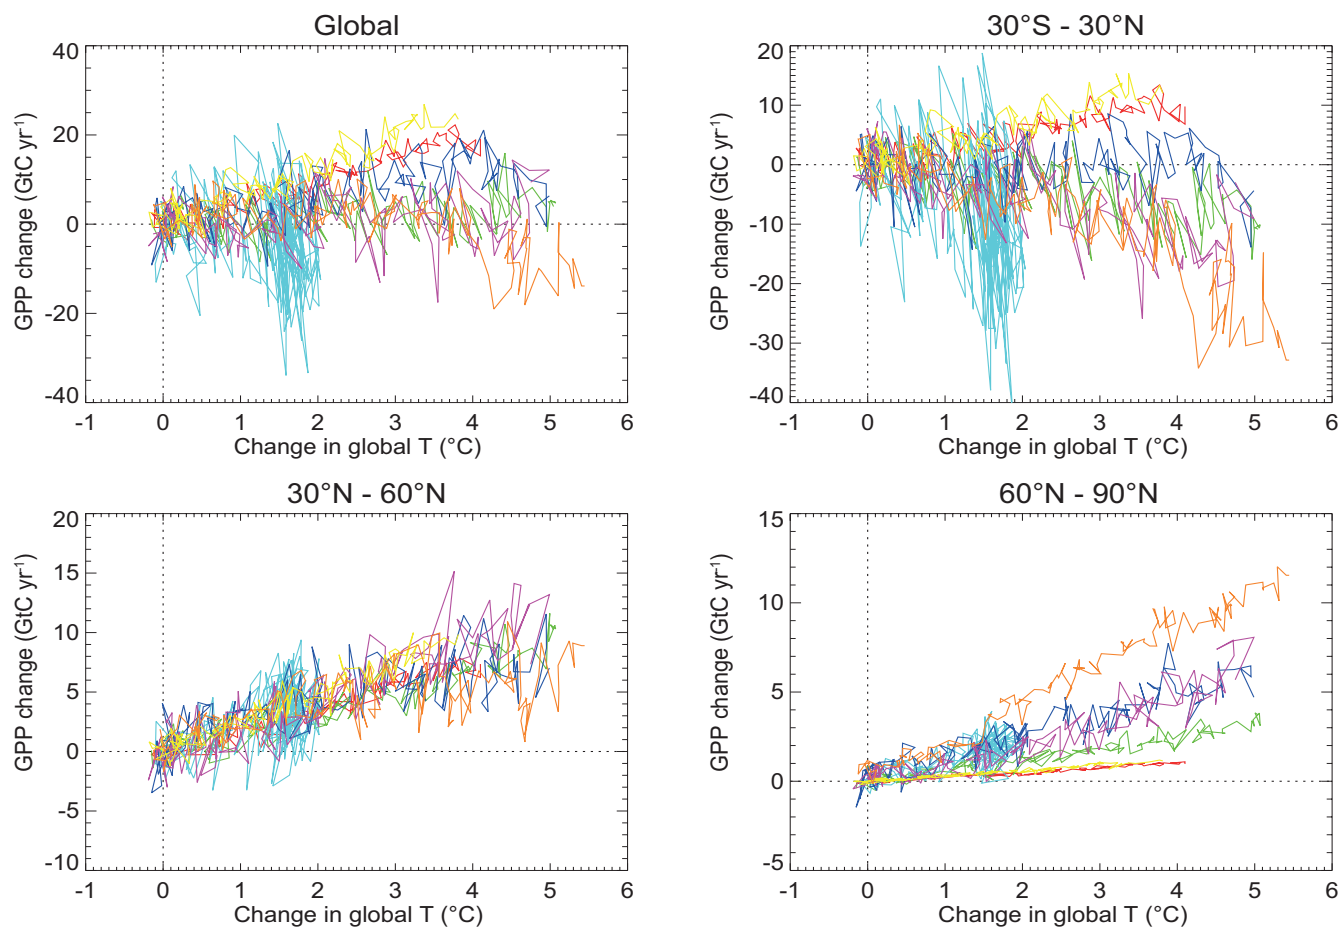 Global
40
20
0
-20
-40
GPP change (GtC yr-1)
-1 0 1 2 3 4 5 6
Change in global T (°C)
30°S - 30°N
20
10
0
-10
-20
-30
-40
GPP change (GtC yr-1)
-1 0 1 2 3 4 5 6
Change in global T (°C)
30°N - 60°N
20
15
10
5
0
-5
-10
GPP change (GtC yr-1)
-1 0 1 2 3 4 5 6
Change in global T (°C)
60°N - 90°N
15
10
5
0
-5
GPP change (GtC yr-1)
-1 0 1 2 3 4 5 6
Change in global T (°C)